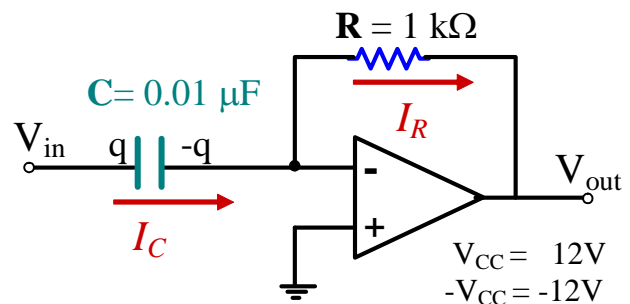 R = 1 kΩ
C= 0.01 μF
I_R
V_in
q -q
-
V_out
+
I_C
V_CC = 12V
-V_CC = -12V